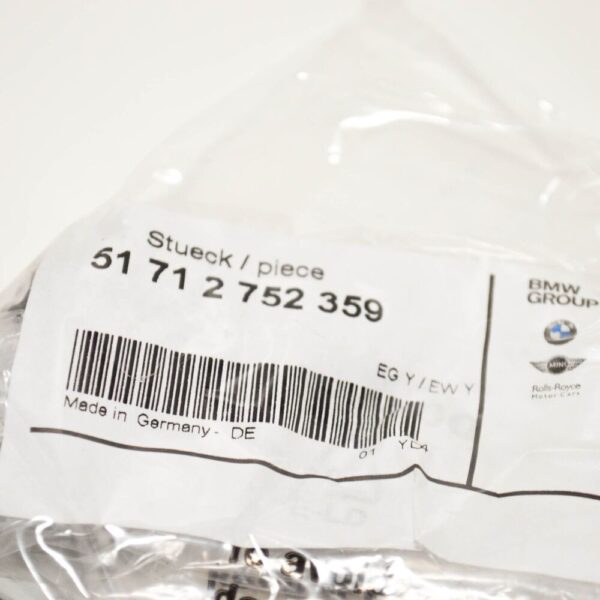 Stueck / piece
51 71 2 752 359
EG Y / EW Y
Made in Germany - DE
01 YD4
BMW
GROUP
MINI
Rolls-Royce
Motor Cars